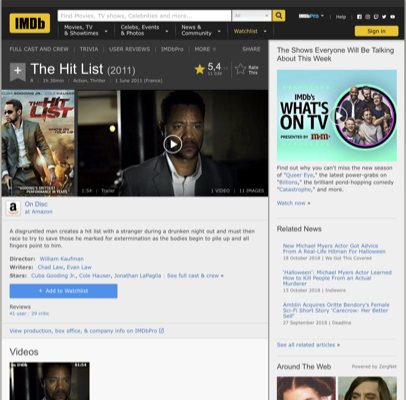 IMDb
Find Movies, TV shows, Celebrities and more...
All
IMDbPro
Help
Movies, TV
& Showtimes
Celebs, Events
& Photos
News &
Community
Watchlist
Sign in
FULL CAST AND CREW | TRIVIA | USER REVIEWS | IMDbPro | MORE
SHARE
The Hit List (2011)
R | 1h 30min | Action, Thriller | 1 June 2011 (France)
5,4
Rate
This
THE
HIT
LIST
1:54 | Trailer
1 VIDEO | 11 IMAGES
On Disc
at Amazon
A disgruntled man creates a hit list with a stranger during a drunken night out and must then
race to try to save those he marked for extermination as the bodies begin to pile up and all
fingers point to him.
Director: William Kaufman
Writers: Chad Law, Evan Law
Stars: Cuba Gooding Jr., Cole Hauser, Jonathan LaPaglia | See full cast & crew »
+ Add to Watchlist
Reviews
41 user | 29 critic
View production, box office, & company info on IMDbPro
Videos
The Shows Everyone Will Be Talking
About This Week
IMDb's
WHAT'S
ON TV
PRESENTED BY
Find out why you can't miss the new season
of "Queer Eye," the latest power-grabs on
"Billions," the brilliant pond-hopping comedy
"Catastrophe," and more.
Watch now »
Related News
New Michael Myers Actor Got Advice
From A Real-Life Hitman For Halloween
18 October 2018 | We Got This Covered
'Halloween': Michael Myers Actor Learned
How to Kill People From an Actual
Murderer
13 October 2018 | Indiewire
Amblin Acquires Dritte Bendory's Female
Sci-Fi Short Story 'Carecrow: Her Better
Self'
27 September 2018 | Deadline
See all related articles »
Around The Web
Powered by ZergNet